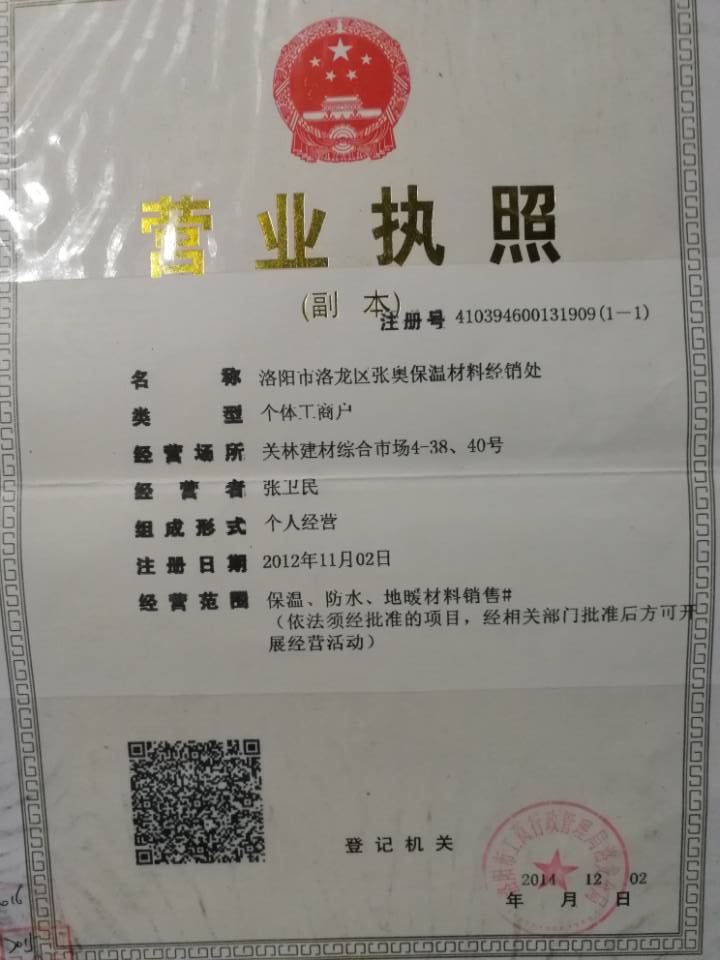 营业执照
(副 本)
注册号 410394600131909(1-1)
名称 洛阳市洛龙区张奥保温材料经销处
类型 个体工商户
经营场所 关林建材综合市场4-38、40号
经营者 张卫民
组成形式 个人经营
注册日期 2012年11月02日
经营范围 保温、防水、地暖材料销售#
(依法须经批准的项目，经相关部门批准后方可开
展经营活动)
登记机关
2014 12 02
年 月 日